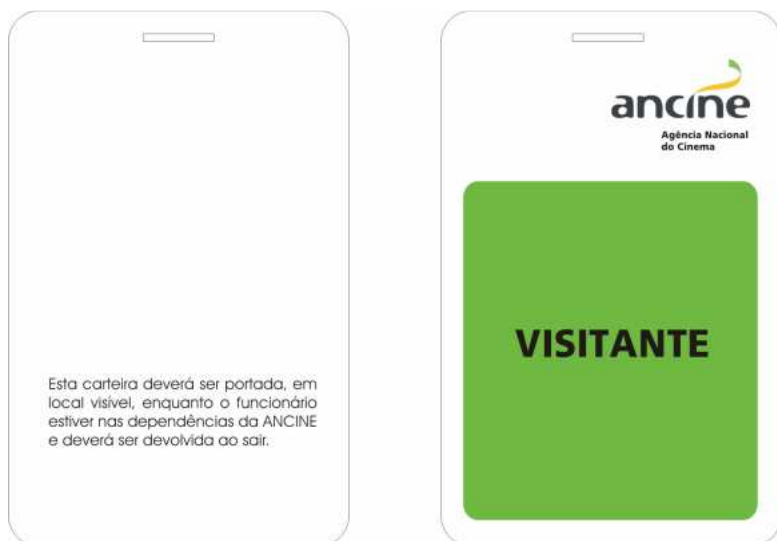 Esta carteira deverá ser portada, em
local visível, enquanto o funcionário
estiver nas dependências da ANCINE
e deverá ser devolvida ao sair.
ancine
Agência Nacional
do Cinema
VISITANTE